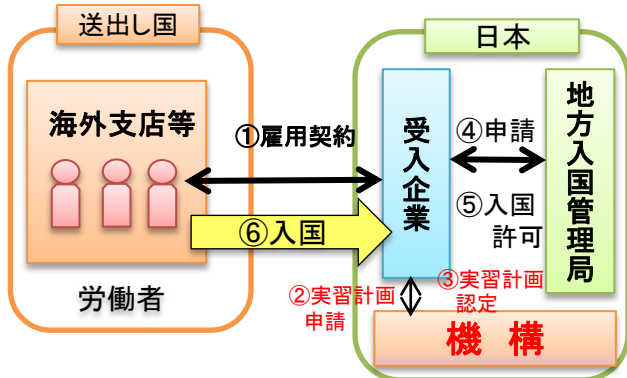 送出し国
日本
海外支店等
①雇用契約
受入企業
④申請
地方入国管理局
⑤入国
許可
⑥入国
労働者
②実習計画
申請
③実習計画
認定
機 構